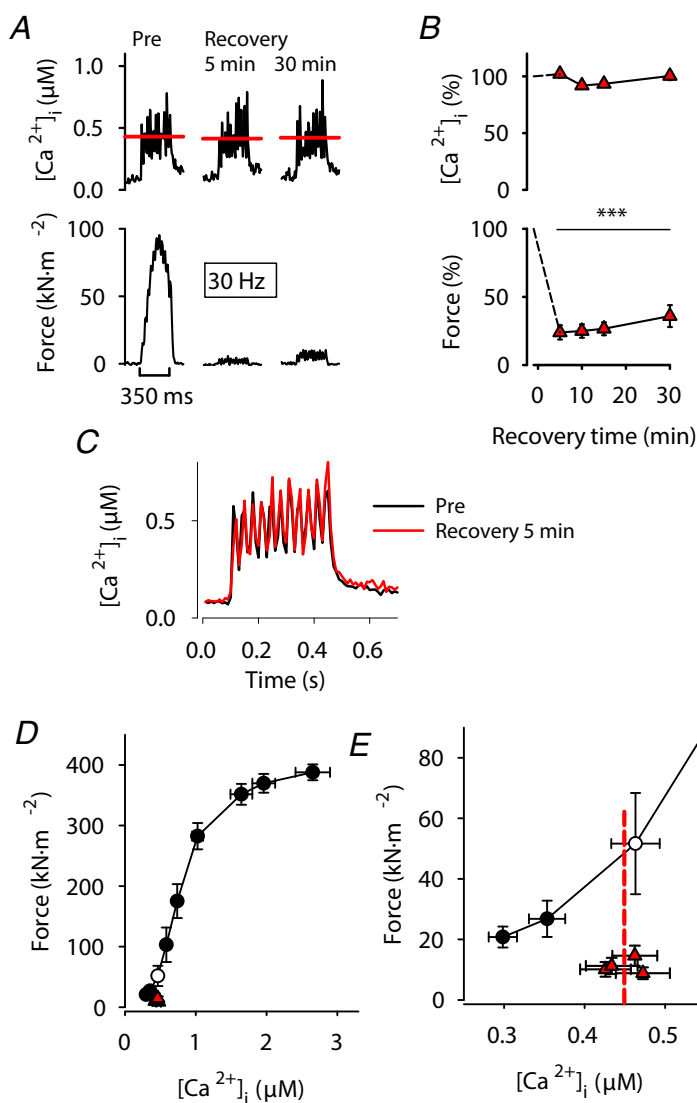 A
Pre
Recovery
5 min
30 min
[Ca 2+]i (µM)
1.0
0.5
0.0
Force (kN·m -2)
100
50
0
30 Hz
350 ms
B
[Ca 2+]i (%)
100
50
0
***
Force (%)
100
50
0
0 10 20 30
Recovery time (min)
C
[Ca 2+]i (µM)
0.5
0.0
Pre
Recovery 5 min
0.0 0.2 0.4 0.6
Time (s)
D
Force (kN·m -2)
400
300
200
100
0
0 1 2 3
[Ca 2+]i (µM)
E
Force (kN·m -2)
80
60
40
20
0
0.3 0.4 0.5
[Ca 2+]i (µM)